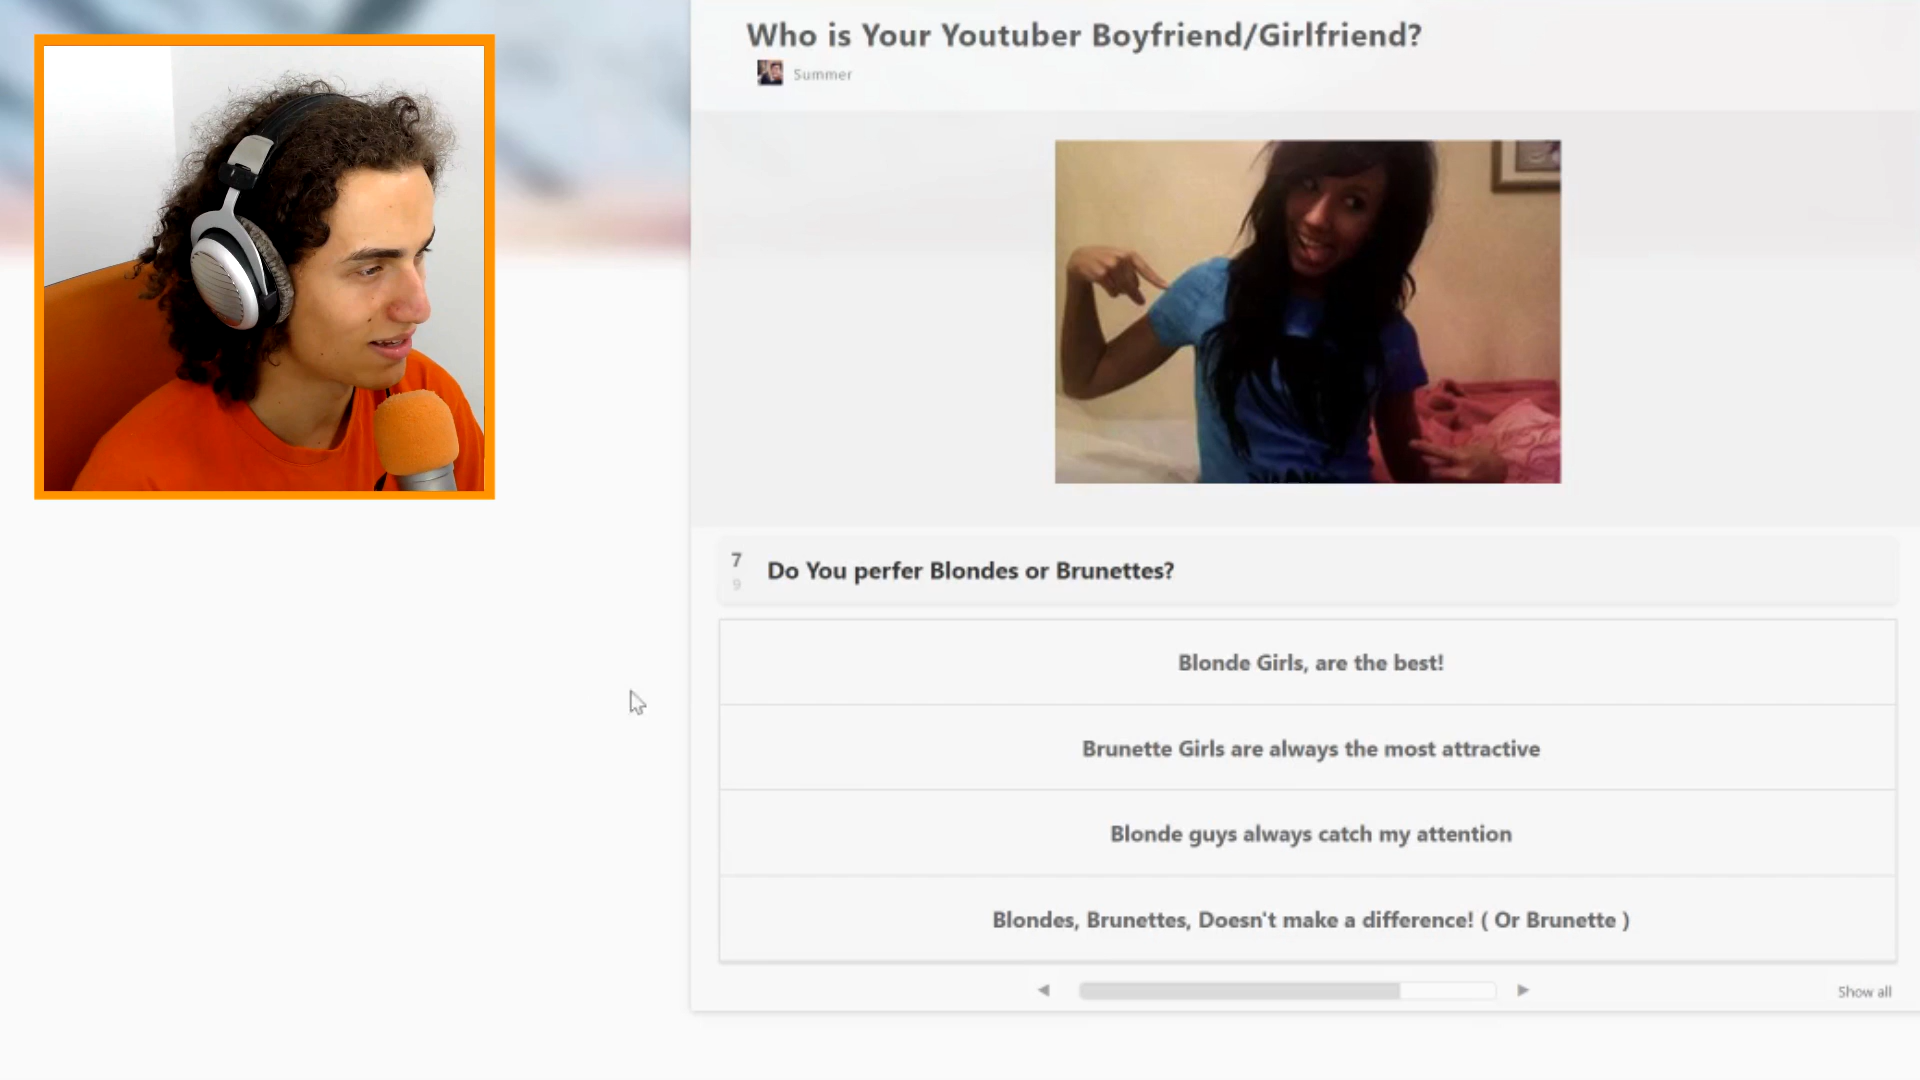 Who is Your Youtuber Boyfriend/Girlfriend?
Summer
7
9
Do You perfer Blondes or Brunettes?
Blonde Girls, are the best!
Brunette Girls are always the most attractive
Blonde guys always catch my attention
Blondes, Brunettes, Doesn't make a difference! ( Or Brunette )
Show all